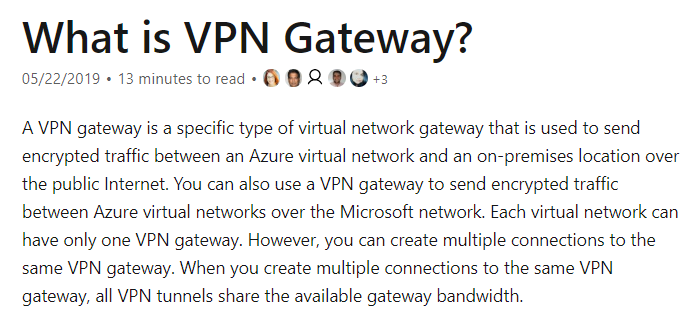 What is VPN Gateway?
05/22/2019 • 13 minutes to read • +3
A VPN gateway is a specific type of virtual network gateway that is used to send
encrypted traffic between an Azure virtual network and an on-premises location over
the public Internet. You can also use a VPN gateway to send encrypted traffic
between Azure virtual networks over the Microsoft network. Each virtual network can
have only one VPN gateway. However, you can create multiple connections to the
same VPN gateway. When you create multiple connections to the same VPN
gateway, all VPN tunnels share the available gateway bandwidth.